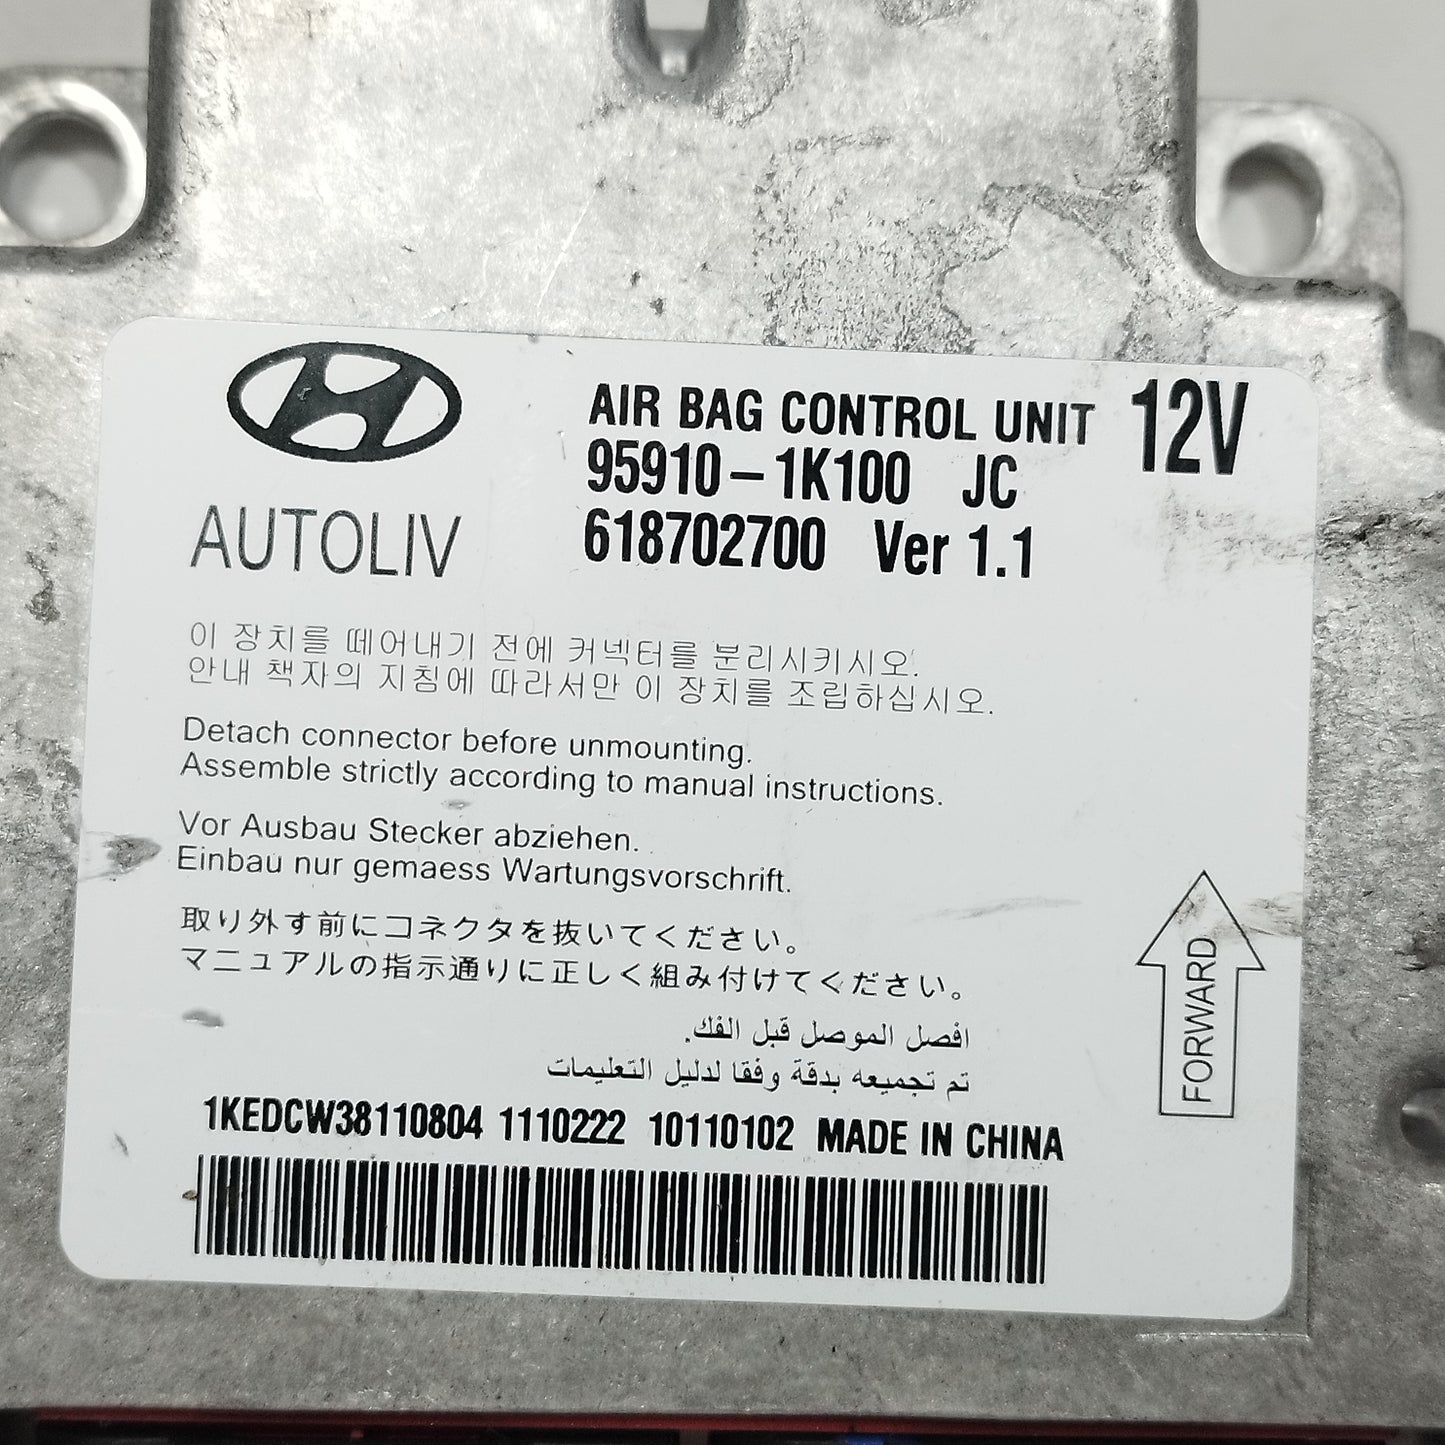 AIR BAG CONTROL UNIT 12V
95910-1K100 JC
618702700 Ver 1.1
AUTOLIV
이 장치를 떼어내기 전에 커넥터를 분리시키시오.
안내 책자의 지침에 따라서만 이 장치를 조립하십시오.
Detach connector before unmounting.
Assemble strictly according to manual instructions.
Vor Ausbau Stecker abziehen.
Einbau nur gemaess Wartungsvorschrift.
取り外す前にコネクタを抜いてください。
マニュアルの指示通りに正しく組み付けてください。
افصل الموصل قبل الفك.
تم تجميعه بدقة وفقا لدليل التعليمات
FORWARD
1KEDCW38110804 1110222 10110102 MADE IN CHINA